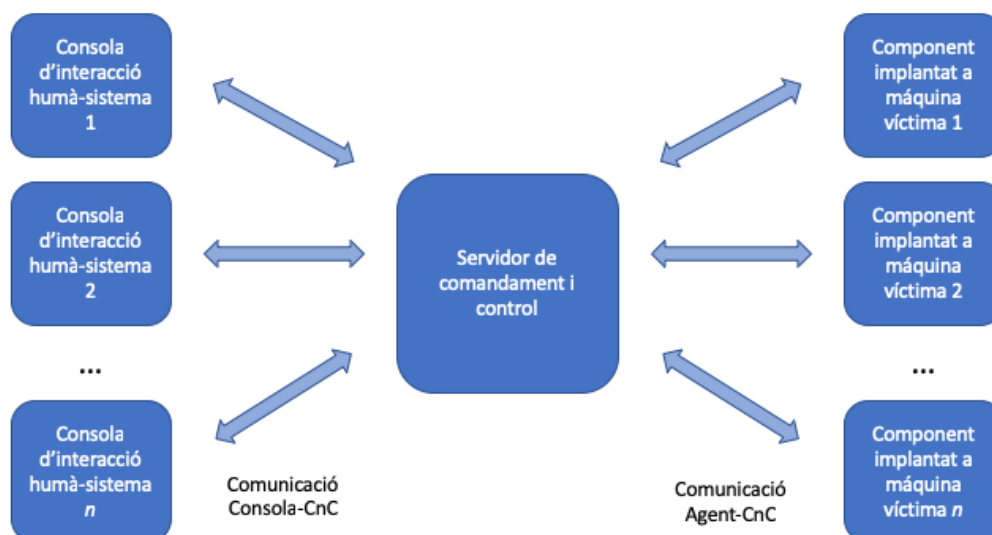 Consola
d'interacció
humà-sistema
1
Component
implantat a
máquina
víctima 1
Consola
d'interacció
humà-sistema
2
Servidor de
comandament i
control
Component
implantat a
máquina
víctima 2
...
...
Consola
d'interacció
humà-sistema
n
Comunicació
Consola-CnC
Comunicació
Agent-CnC
Component
implantat a
máquina
víctima n